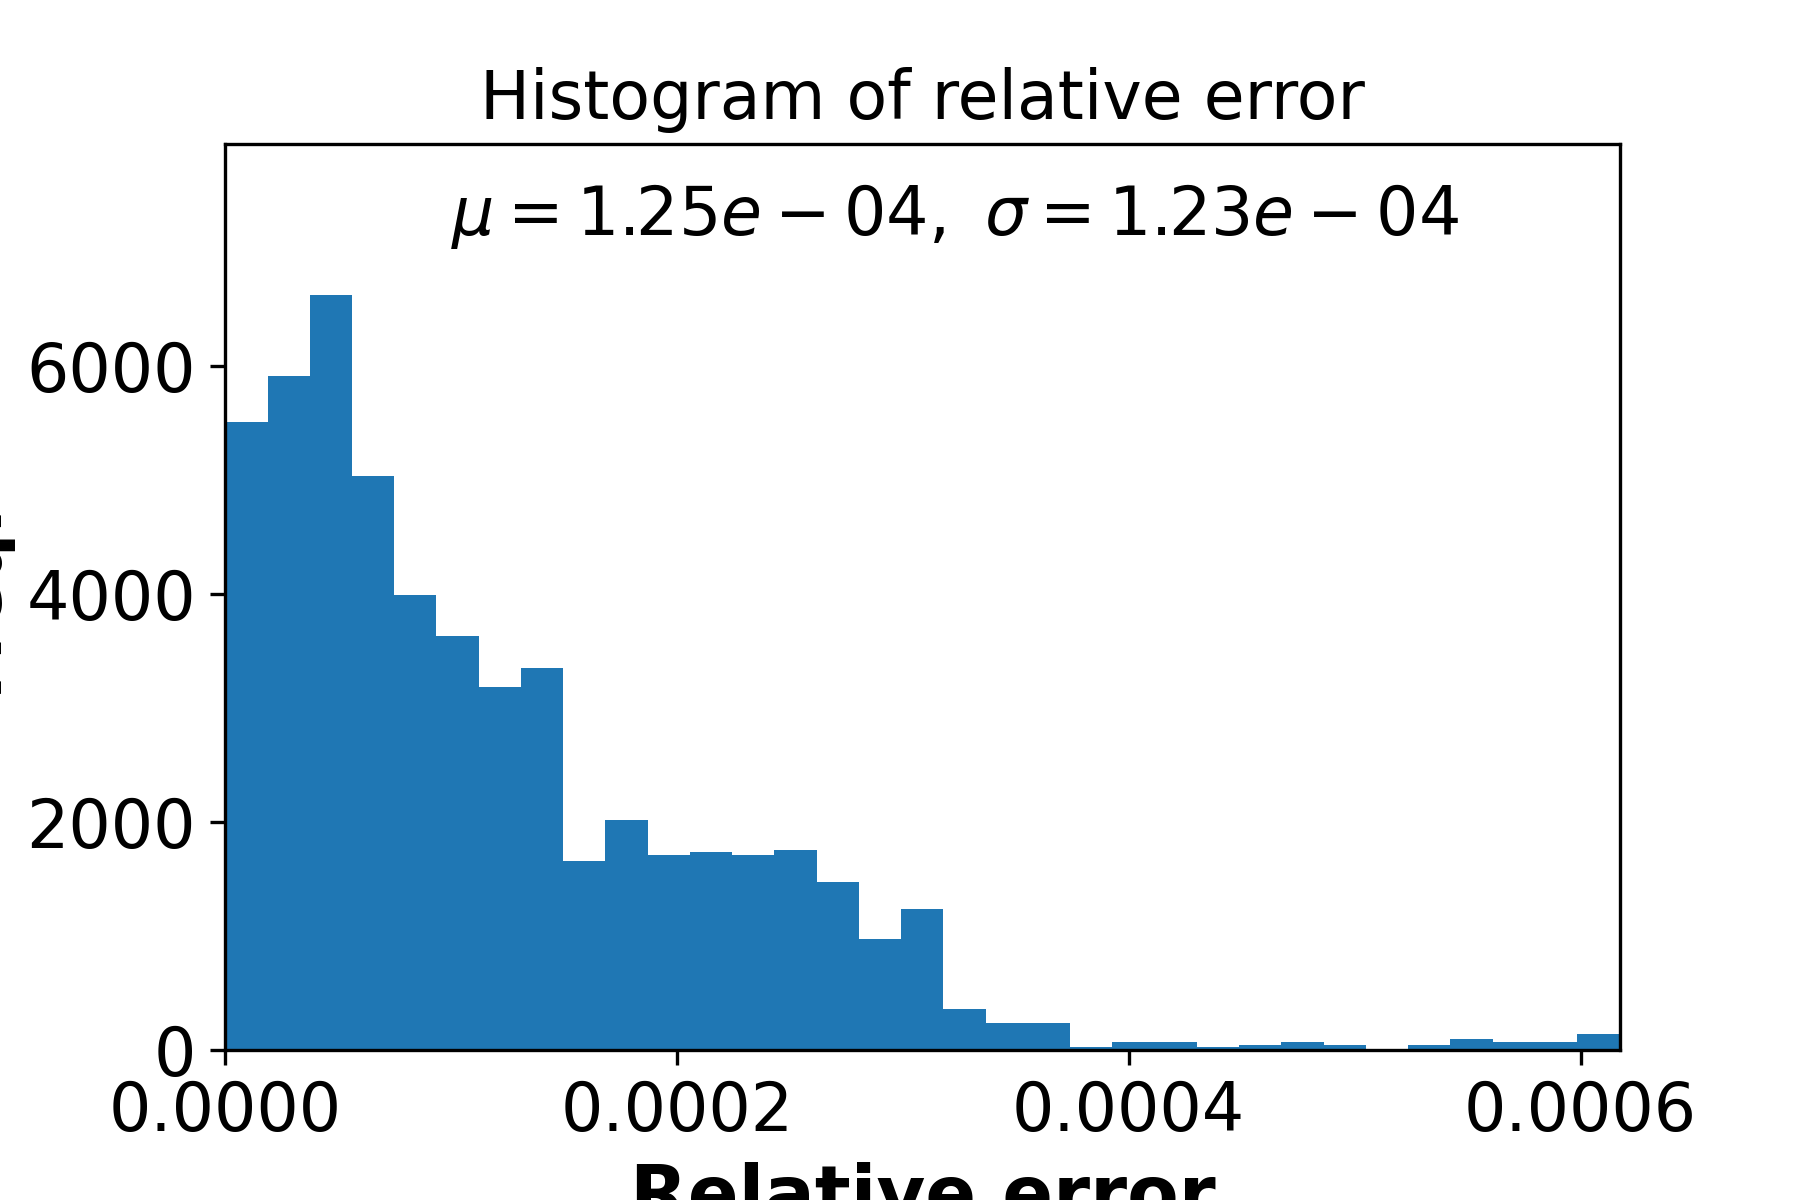 Histogram of relative error
μ = 1.25e − 04, σ = 1.23e − 04
6000
4000
2000
0
0.0000 0.0002 0.0004 0.0006
Relative error